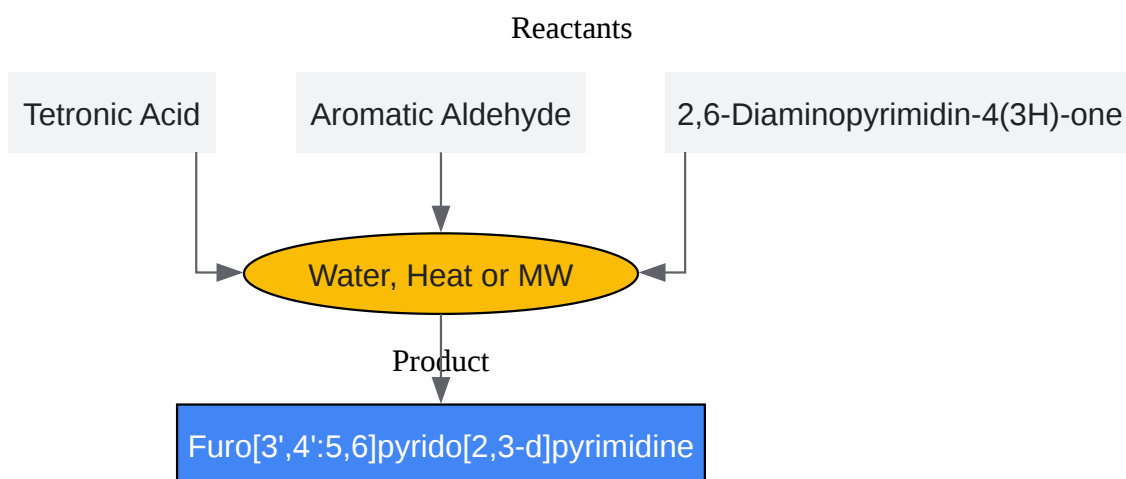 Reactants
Tetronic Acid
Aromatic Aldehyde
2,6-Diaminopyrimidin-4(3H)-one
Water, Heat or MW
Product
Furo[3',4':5,6]pyrido[2,3-d]pyrimidine